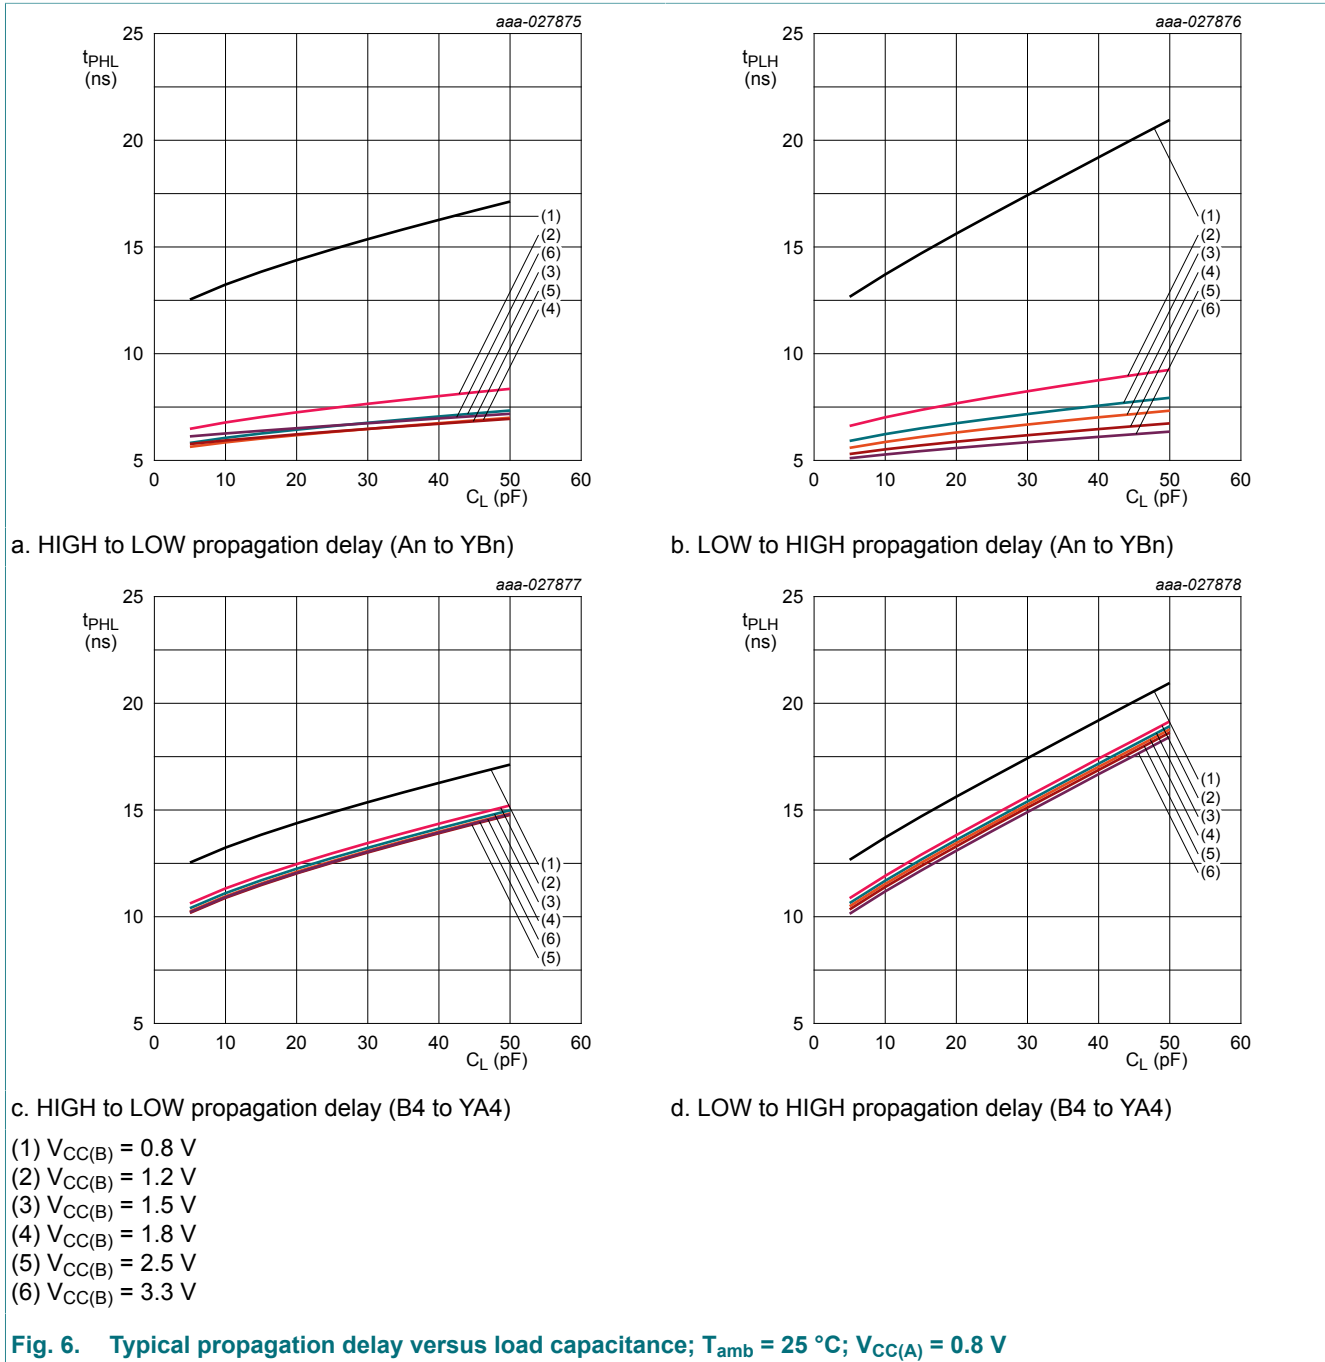 aaa-027875
25
tPHL
(ns)
20
15
10
5
(1)
(2)
(6)
(3)
(5)
(4)
0 10 20 30 40 50 60
CL (pF)
a. HIGH to LOW propagation delay (An to YBn)
aaa-027876
25
tPLH
(ns)
20
15
10
5
(1)
(2)
(3)
(4)
(5)
(6)
0 10 20 30 40 50 60
CL (pF)
b. LOW to HIGH propagation delay (An to YBn)
aaa-027877
25
tPHL
(ns)
20
15
10
5
(1)
(2)
(3)
(4)
(6)
(5)
0 10 20 30 40 50 60
CL (pF)
c. HIGH to LOW propagation delay (B4 to YA4)
aaa-027878
25
tPLH
(ns)
20
15
10
5
(1)
(2)
(3)
(4)
(5)
(6)
0 10 20 30 40 50 60
CL (pF)
d. LOW to HIGH propagation delay (B4 to YA4)
(1) VCC(B) = 0.8 V
(2) VCC(B) = 1.2 V
(3) VCC(B) = 1.5 V
(4) VCC(B) = 1.8 V
(5) VCC(B) = 2.5 V
(6) VCC(B) = 3.3 V
Fig. 6. Typical propagation delay versus load capacitance; Tamb = 25 °C; VCC(A) = 0.8 V